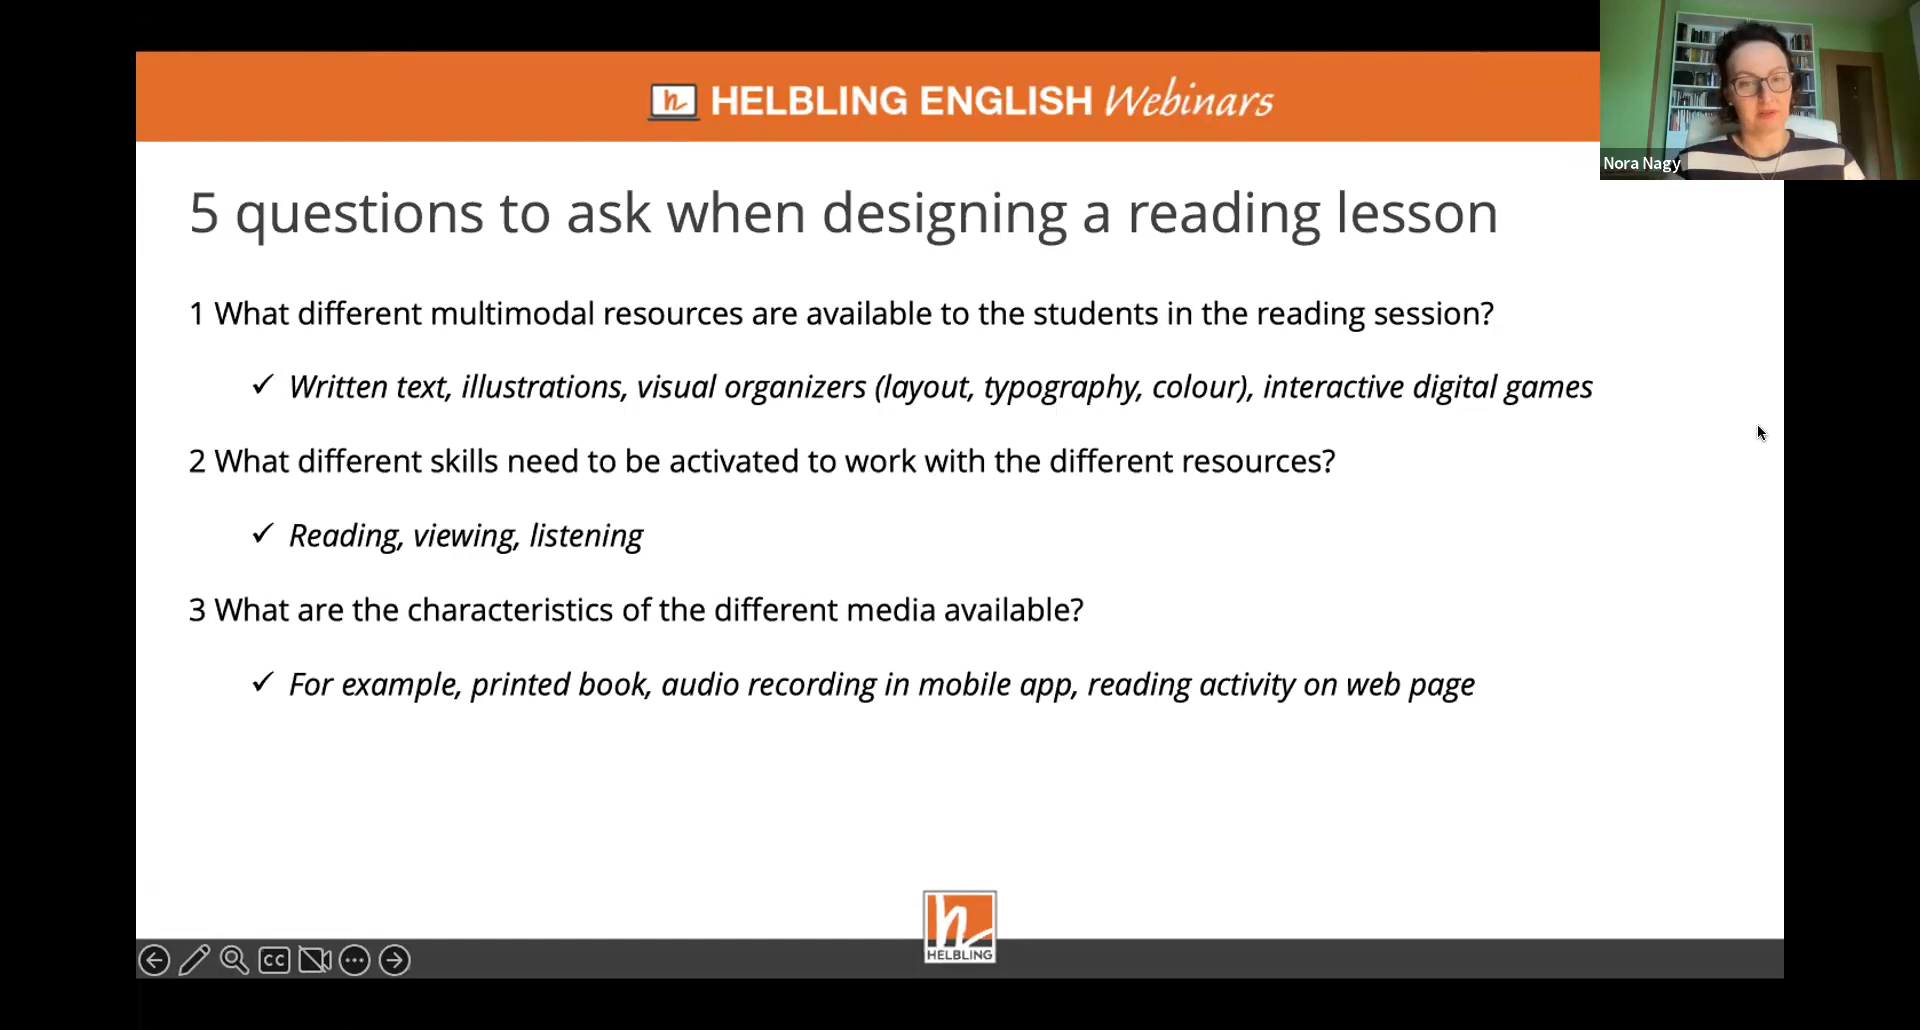 HELBLING ENGLISH Webinars
Nora Nagy
5 questions to ask when designing a reading lesson
1 What different multimodal resources are available to the students in the reading session?
✓ Written text, illustrations, visual organizers (layout, typography, colour), interactive digital games
2 What different skills need to be activated to work with the different resources?
✓ Reading, viewing, listening
3 What are the characteristics of the different media available?
✓ For example, printed book, audio recording in mobile app, reading activity on web page
h
HELBLING
CC